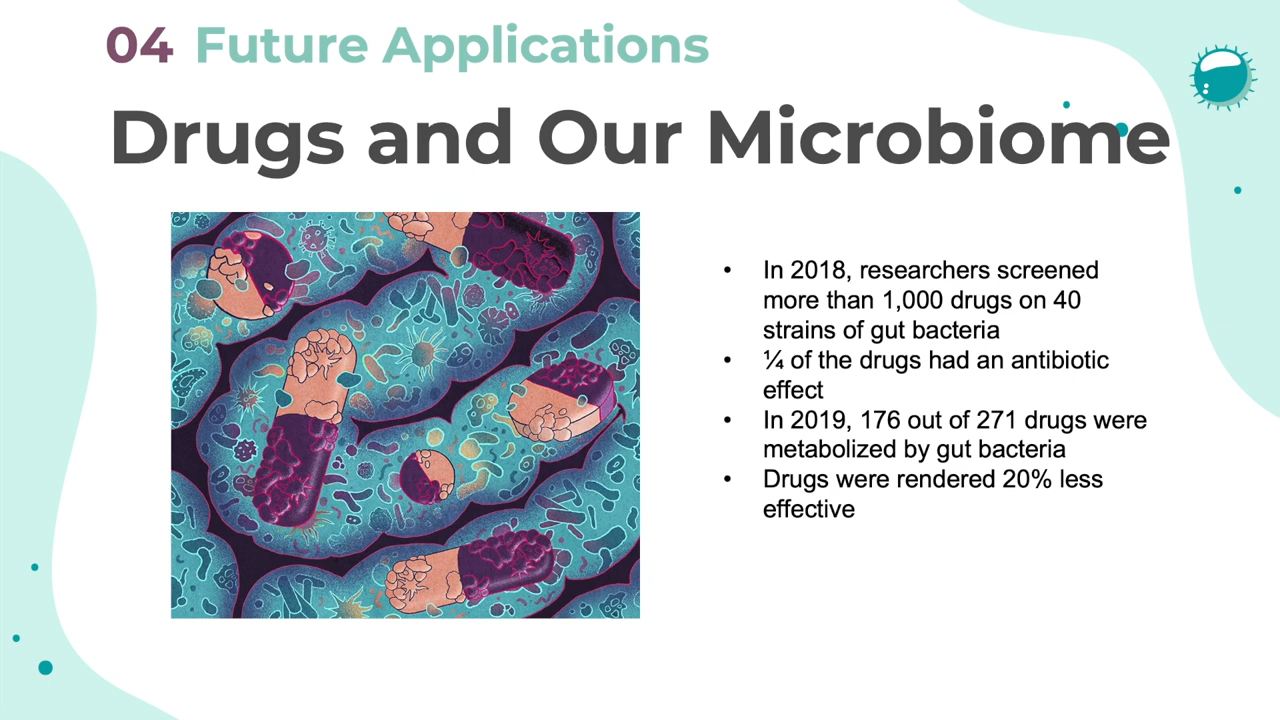 04 Future Applications
Drugs and Our Microbiome
• In 2018, researchers screened
more than 1,000 drugs on 40
strains of gut bacteria
• ¼ of the drugs had an antibiotic
effect
• In 2019, 176 out of 271 drugs were
metabolized by gut bacteria
• Drugs were rendered 20% less
effective